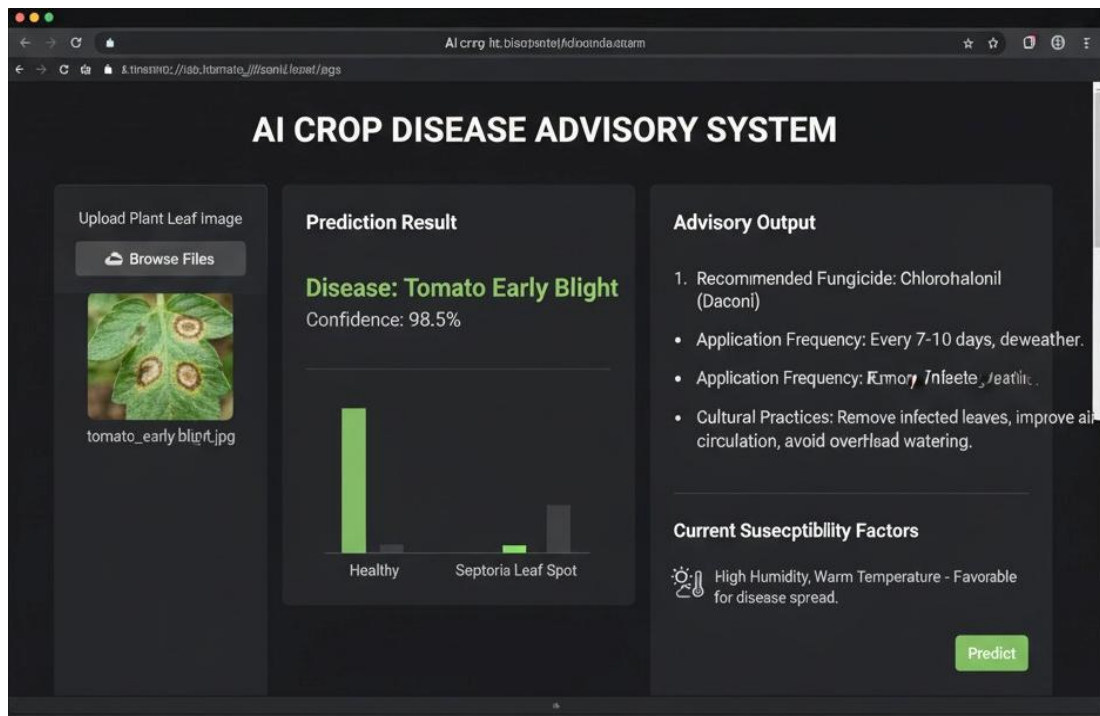 AI CROP DISEASE ADVISORY SYSTEM
Upload Plant Leaf Image
Browse Files
tomato_early
Prediction Result
Disease: Tomato Early Blight
Confidence: 98.5%
Healthy
Septoria Leaf Spot
Advisory Output
1. Recommended Fungicide: Chlorohalonil
(Daconi)
• Application Frequency: Every 7-10 days, deweather.
• Application Frequency:
• Cultural Practices: Remove infected leaves, improve air
circulation, avoid overhead watering.
Current Susecptibllity Factors
High Humidity, Warm Temperature - Favorable
for disease spread.
Predict